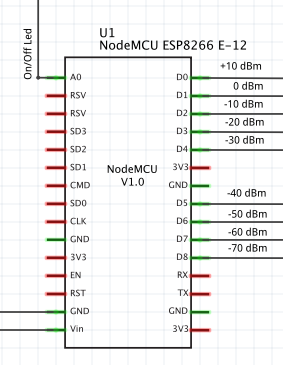 U1
NodeMCU ESP8266 E-12
On/Off Led
A0
RSV
RSV
SD3
SD2
SD1
CMD
SD0
CLK
GND
3V3
EN
RST
GND
Vin
NodeMCU
V1.0
D0
D1
D2
D3
D4
3V3
GND
D5
D6
D7
D8
RX
TX
GND
3V3
+10 dBm
0 dBm
-10 dBm
-20 dBm
-30 dBm
-40 dBm
-50 dBm
-60 dBm
-70 dBm